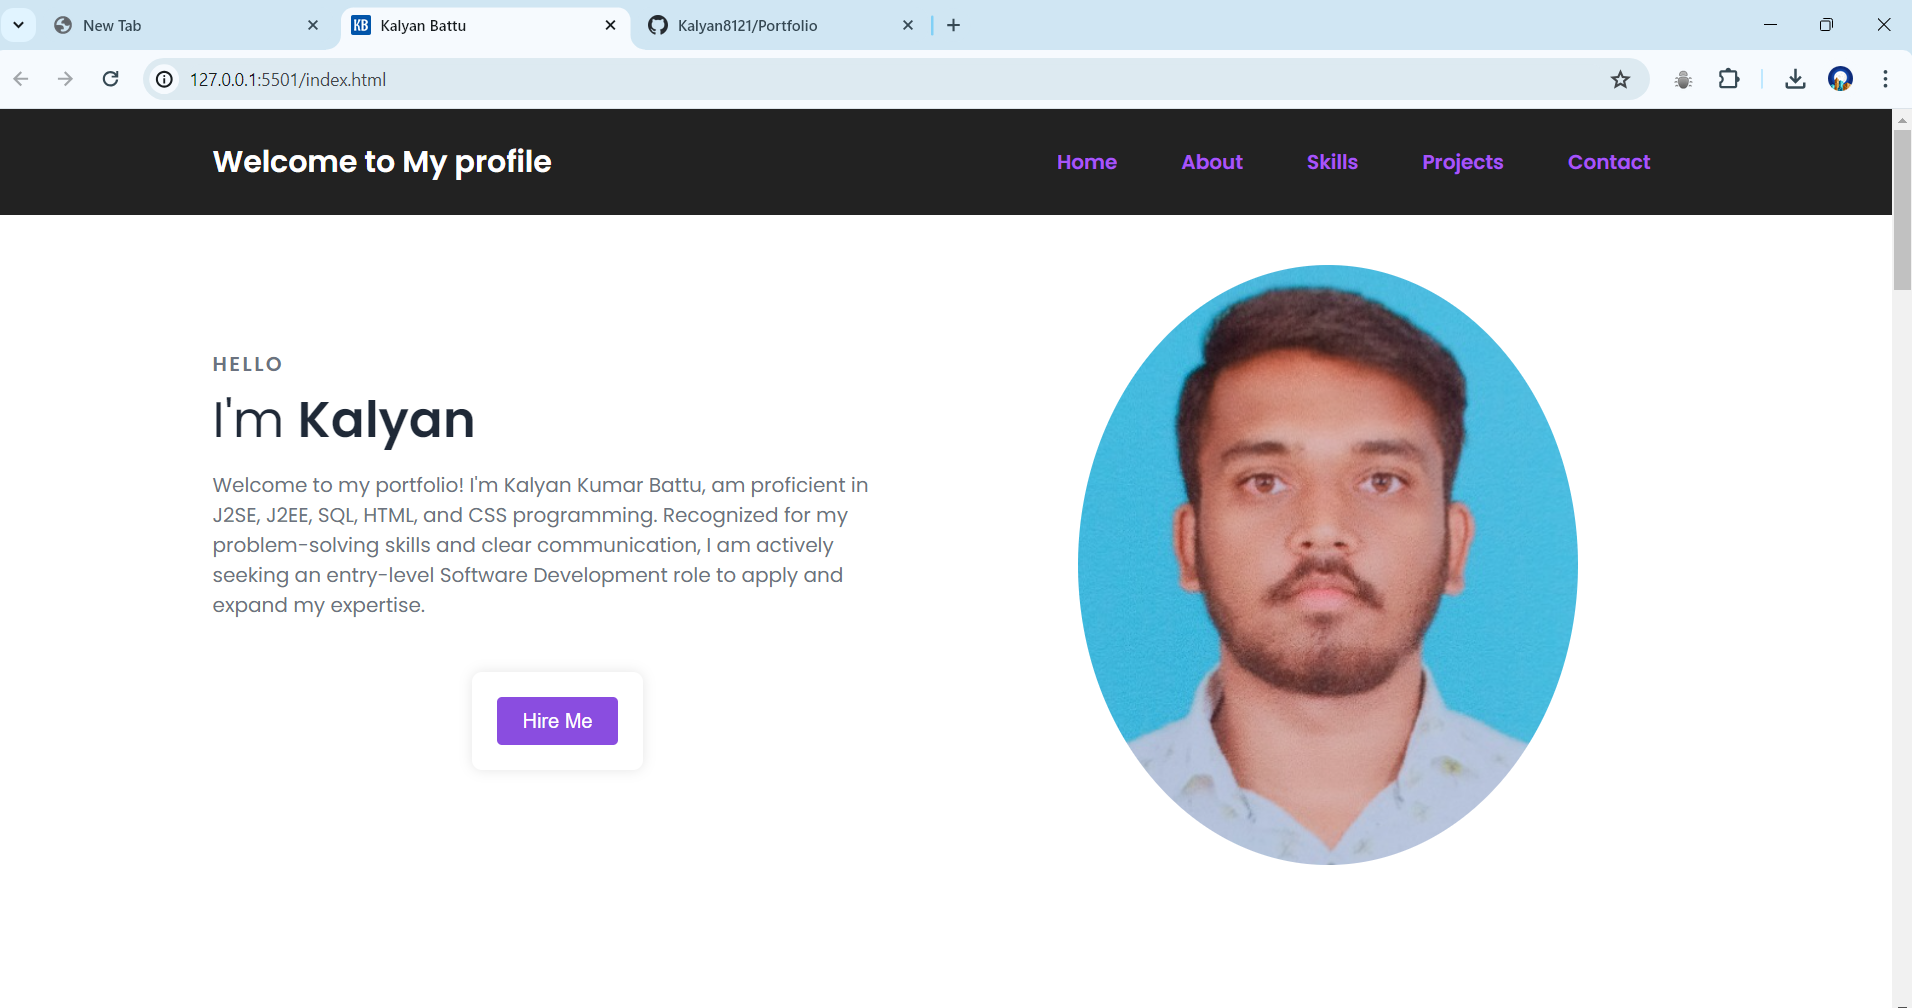 New Tab
KB Kalyan Battu
Kalyan8121/Portfolio
127.0.0.1:5501/index.html
Welcome to My profile
Home About Skills Projects Contact
HELLO
I'm Kalyan
Welcome to my portfolio! I'm Kalyan Kumar Battu, am proficient in
J2SE, J2EE, SQL, HTML, and CSS programming. Recognized for my
problem-solving skills and clear communication, I am actively
seeking an entry-level Software Development role to apply and
expand my expertise.
Hire Me